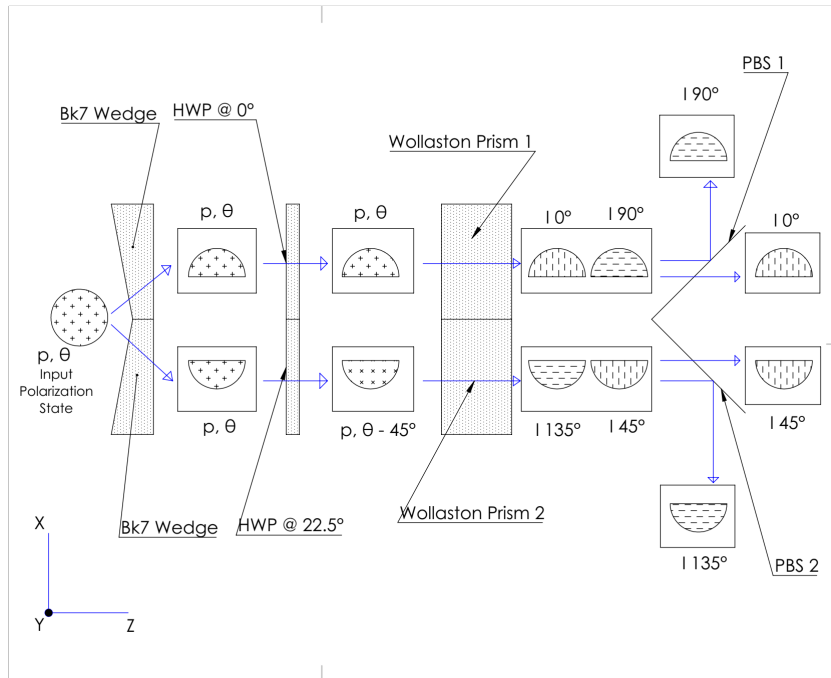 PBS 1
I 90°
Bk7 Wedge
HWP @ 0°
Wollaston Prism 1
p, θ
p, θ
I 0°
I 90°
I 0°
p, θ
Input
Polarization
State
p, θ
p, θ - 45°
I 135°
I 45°
I 45°
Bk7 Wedge
HWP @ 22.5°
Wollaston Prism 2
I 135°
PBS 2
X
Y
Z